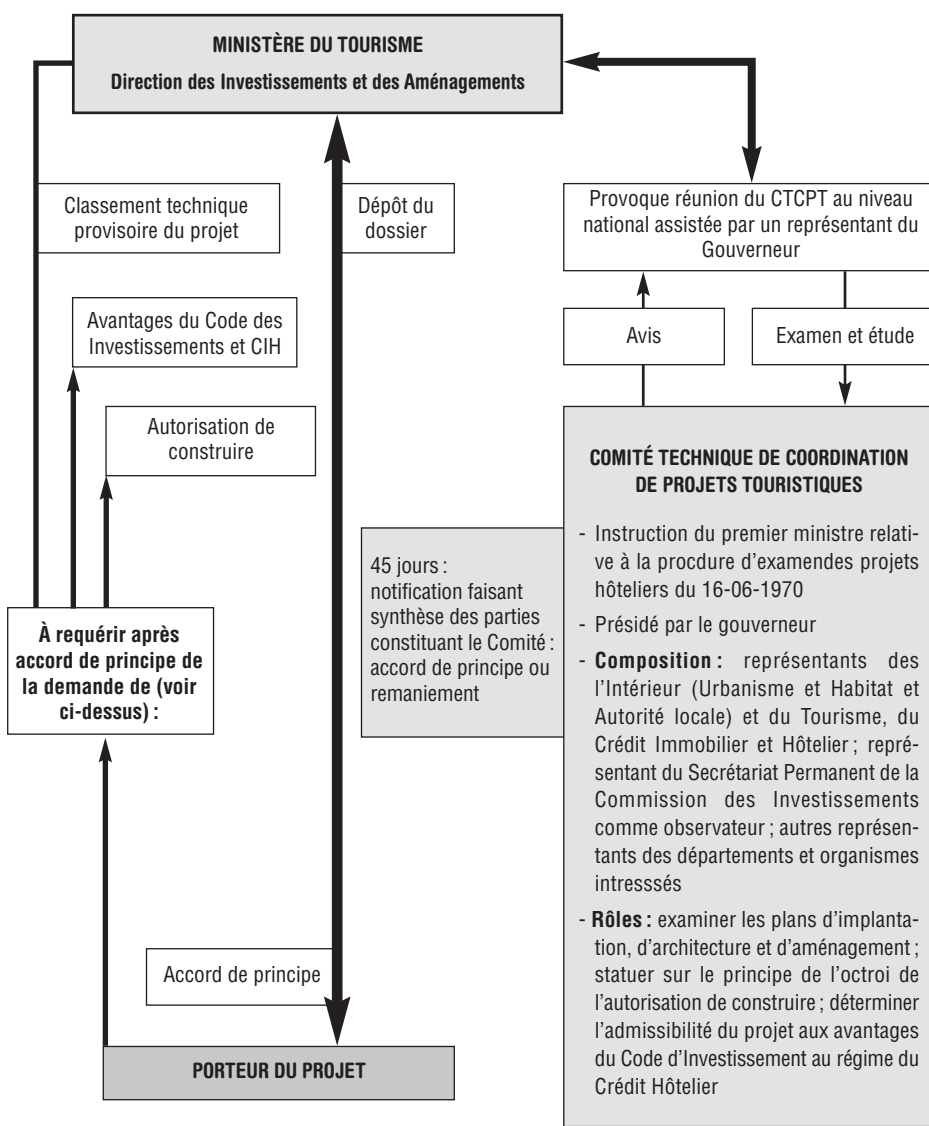 MINISTÈRE DU TOURISME
Direction des Investissements et des Aménagements
Classement technique
provisoire du projet
Dépôt du
dossier
Provoque réunion du CTCPT au niveau
national assistée par un représentant du
Gouverneur
Avantages du Code des
Investissements et CIH
Avis
Examen et étude
Autorisation de
construire
COMITÉ TECHNIQUE DE COORDINATION
DE PROJETS TOURISTIQUES
- Instruction du premier ministre relati-
ve à la procdure d'examendes projets
hôteliers du 16-06-1970
- Présidé par le gouverneur
- Composition : représentants des
l'Intérieur (Urbanisme et Habitat et
Autorité locale) et du Tourisme, du
Crédit Immobilier et Hôtelier ; repré-
sentant du Secrétariat Permanent de la
Commission des Investissements
comme observateur ; autres représen-
tants des départements et organismes
intresssés
- Rôles : examiner les plans d'implanta-
tion, d'architecture et d'aménagement ;
statuer sur le principe de l'octroi de
l'autorisation de construire ; déterminer
l'admissibilité du projet aux avantages
du Code d'Investissement au régime du
Crédit Hôtelier
45 jours :
notification faisant
synthèse des parties
constituant le Comité :
accord de principe ou
remaniement
À requérir après
accord de principe de
la demande de (voir
ci-dessus) :
Accord de principe
PORTEUR DU PROJET